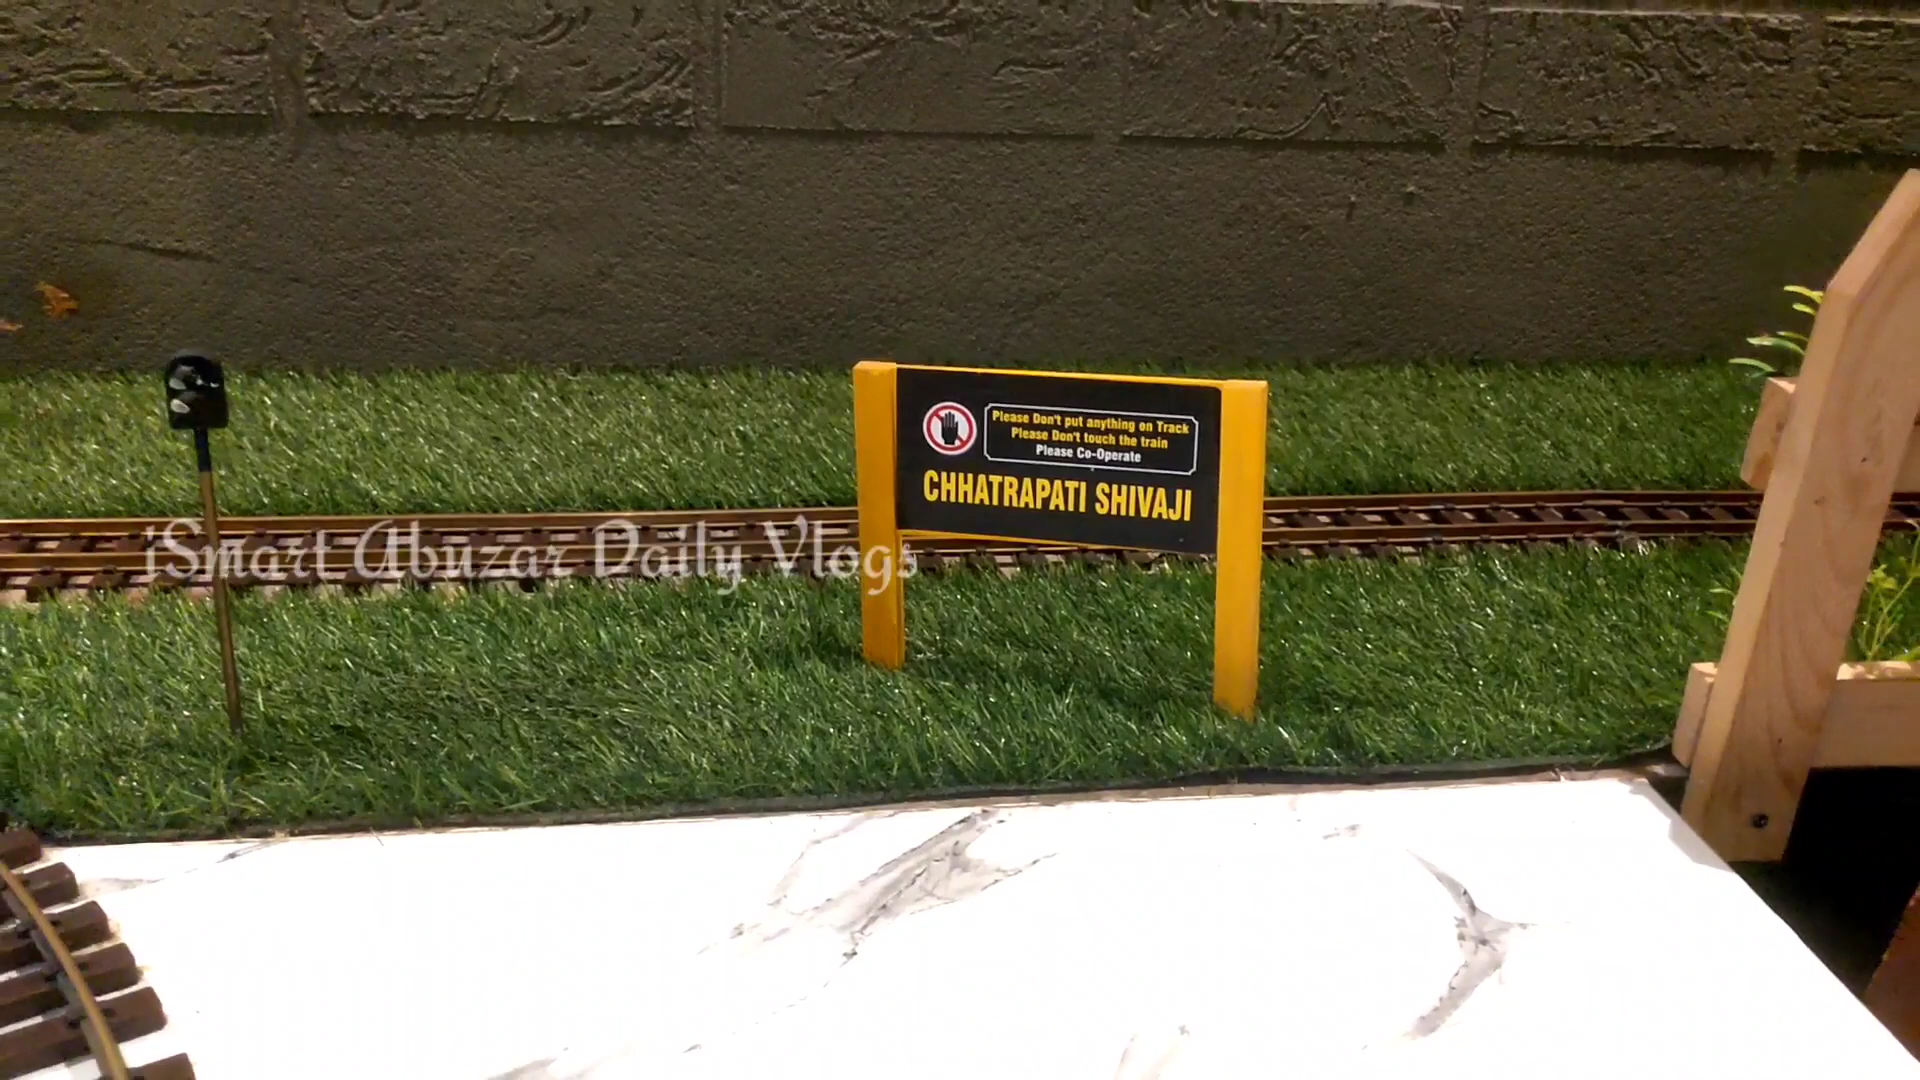 Please Don't put anything on Track
Please Don't touch the train
Please Co-Operate
CHHATRAPATI SHIVAJI
iSmart Abuzar Daily Vlogs